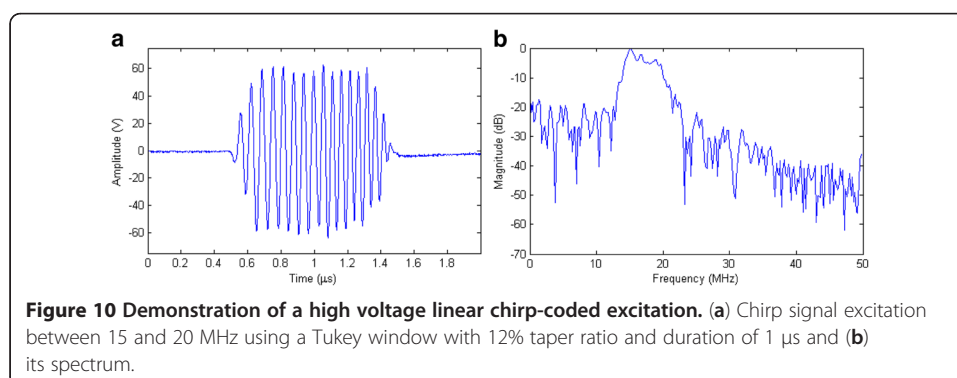 a
b
60
40
20
0
-20
-40
-60
Amplitude (V)
0 0.2 0.4 0.6 0.8 1 1.2 1.4 1.6 1.8
Time (µs)
0
-10
-20
-30
-40
-50
-60
-70
Magnitude (dB)
0 10 20 30 40 50
Frequency (MHz)
Figure 10 Demonstration of a high voltage linear chirp-coded excitation. (a) Chirp signal excitation
between 15 and 20 MHz using a Tukey window with 12% taper ratio and duration of 1 µs and (b)
its spectrum.